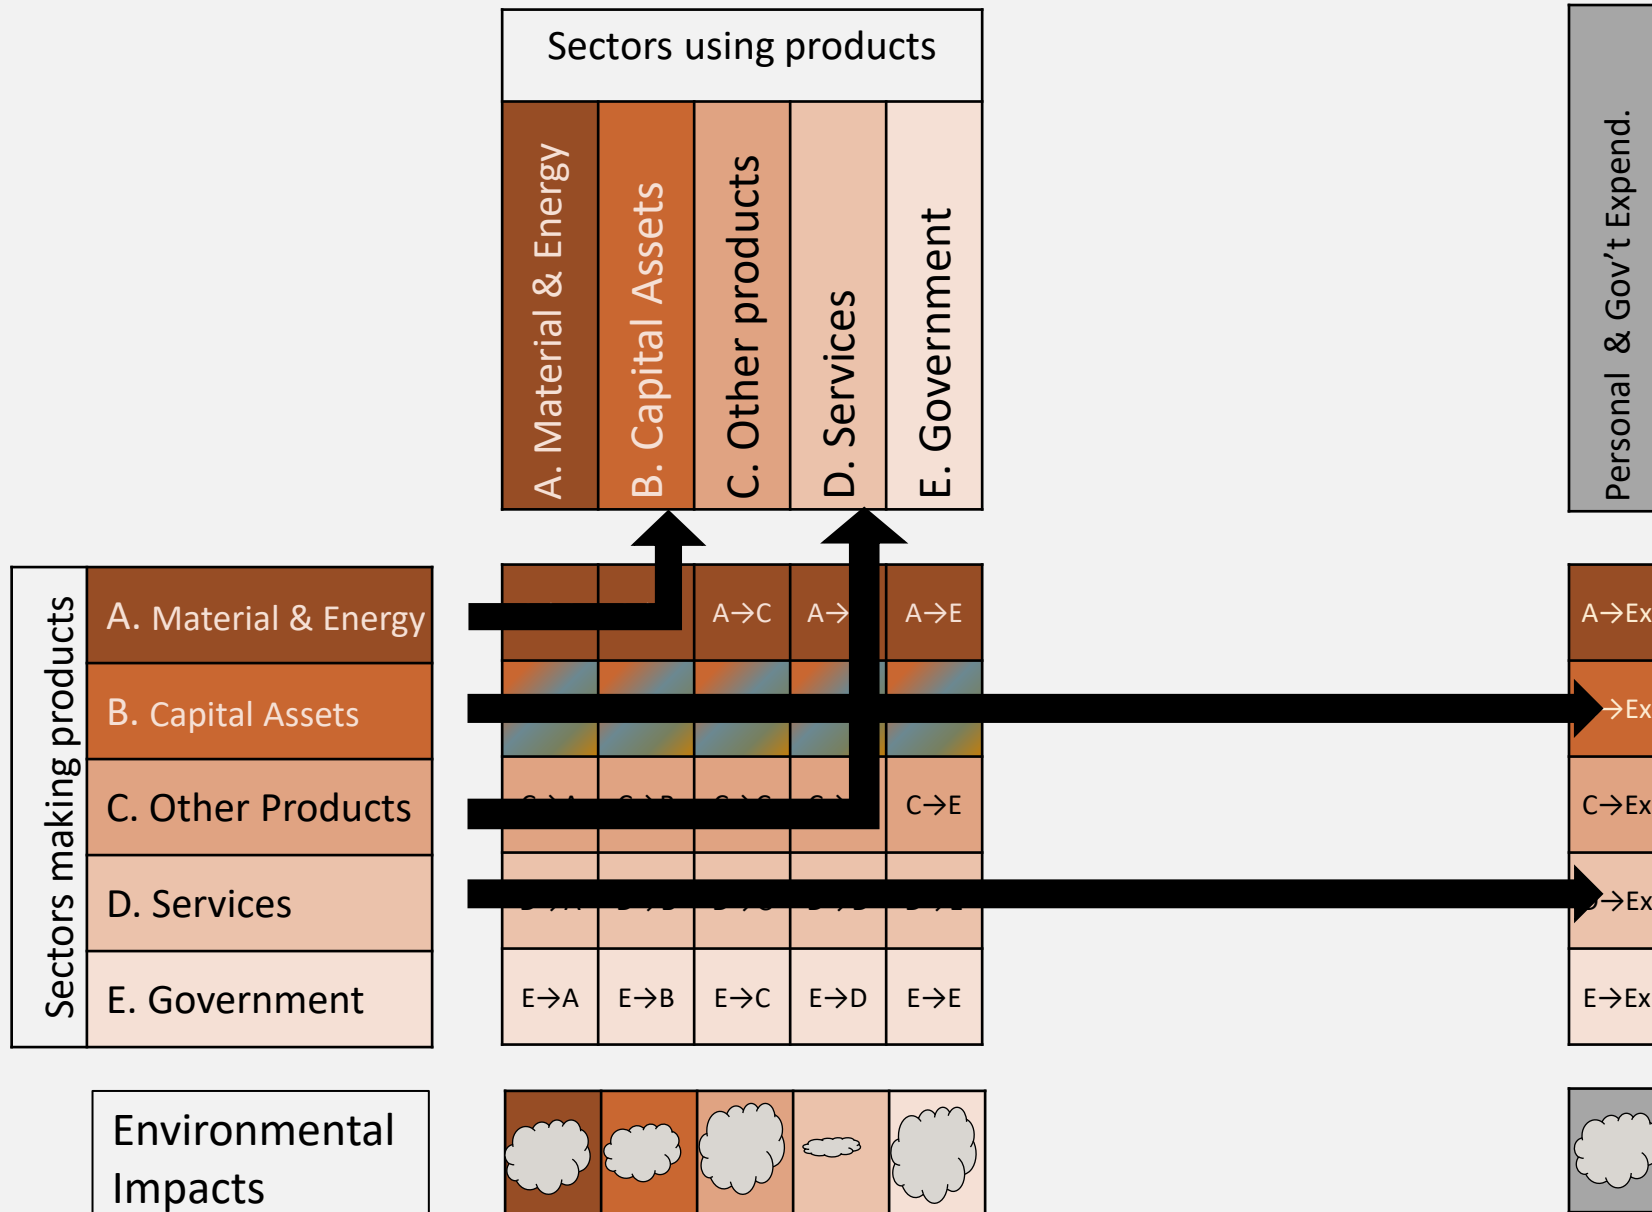 Sectors using products
A. Material & Energy
B. Capital Assets
C. Other products
D. Services
E. Government
Personal & Gov’t Expend.
Sectors making products
A. Material & Energy
A→C
A→
A→E
A→Ex
B. Capital Assets
→Ex
C. Other Products
C→E
C→Ex
D. Services
→Ex
E. Government
E→A
E→B
E→C
E→D
E→E
E→Ex
Environmental
Impacts